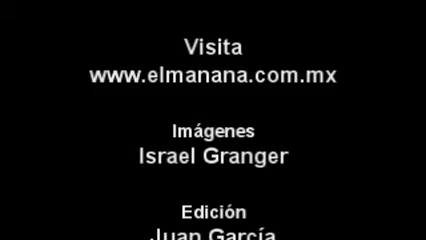 Visita
www.elmanana.com.mx
Imágenes
Israel Granger
Edición
Juan García